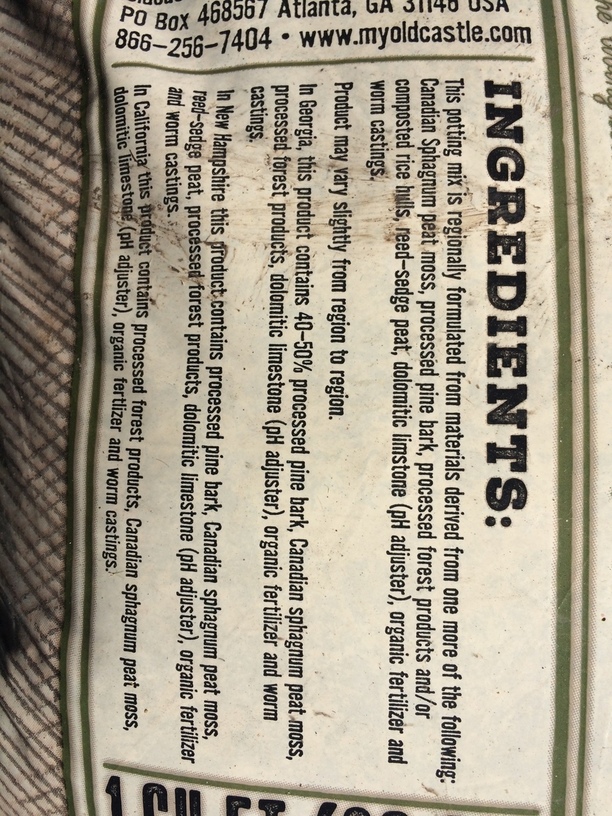 PO Box 468567 Atlanta, GA 31146 USA
866-256-7404 • www.myoldcastle.com
INGREDIENTS:
This potting mix is regionally formulated from materials derived from one more of the following:
Canadian Sphagnum peat moss, processed pine bark, processed forest products and/or
composted rice hulls, reed-sedge peat, dolomitic limstone (pH adjuster), organic fertilizer and
worm castings.
Product may vary slightly from region to region.
In Georgia, this product contains 40-50% processed pine bark, Canadian sphagnum peat moss,
processed forest products, dolomitic limestone (pH adjuster), organic fertilizer and worm
castings.
In New Hampshire this product contains processed pine bark, Canadian sphagnum peat moss,
reed-sedge peat, processed forest products, dolomitic limestone (pH adjuster), organic fertilizer
and worm castings.
In California this product contains processed forest products, Canadian sphagnum peat moss,
dolomitic limestone (pH adjuster), organic fertlizer and worm castings.
1 CU FT